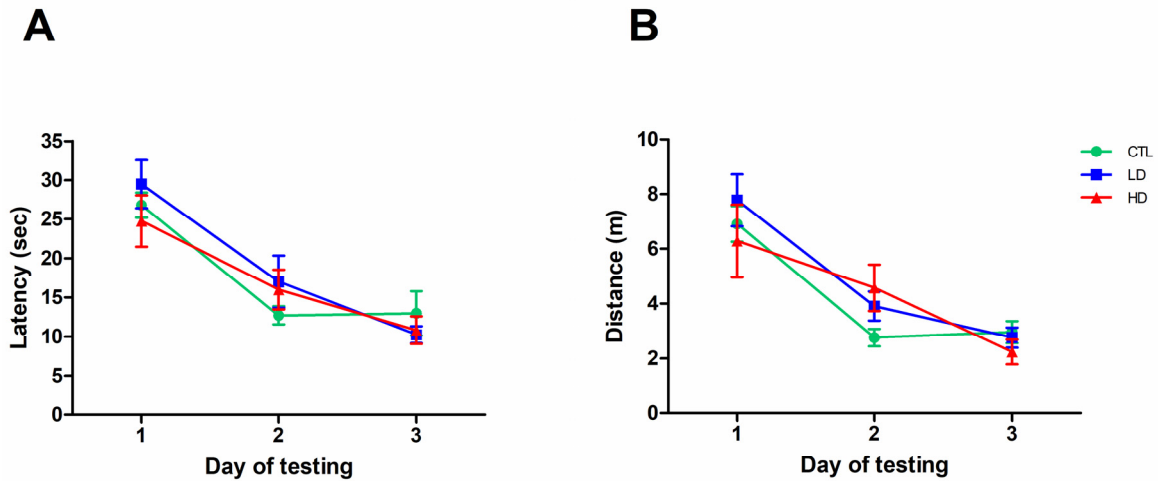 A
B
Latency (sec)
35
30
25
20
15
10
5
0
1 2 3
Day of testing
Distance (m)
10
8
6
4
2
0
1 2 3
Day of testing
CTL
LD
HD